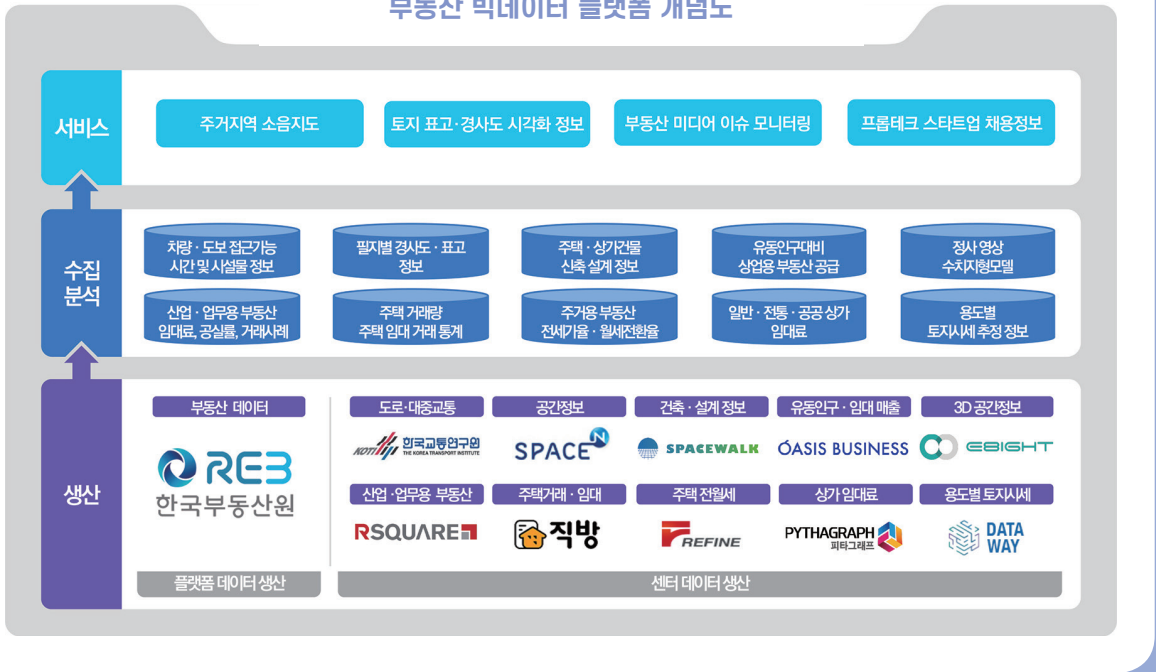 부동산 빅데이터 플랫폼 개념도
서비스
주거지역 소음지도
토지 표고·경사도 시각화 정보
부동산 미디어 이슈 모니터링
프롭테크 스타트업 채용정보
수집
분석
차량·도보 접근가능
시간 및 시설물 정보
필지별 경사도·표고
정보
주택·상가건물
신축 설계 정보
유동인구대비
상업용 부동산 공급
정사 영상
수치지형모델
산업·업무용 부동산
임대료, 공실률, 거래사례
주택 거래량
주택 임대 거래 통계
주거용 부동산
전세가율·월세전환율
일반·전통·공공 상가
임대료
용도별
토지시세 추정 정보
생산
부동산 데이터
REB
한국부동산원
플랫폼 데이터 생산
도로·대중교통
공간정보
건축·설계 정보
유동인구·임대 매출
3D 공간정보
KOTI 한국교통연구원
THE KOREA TRANSPORT INSTITUTE
SPACE N
SPACEWALK
OASIS BUSINESS
E8IGHT
산업·업무용 부동산
주택거래·임대
주택 전월세
상가 임대료
용도별 토지시세
RSQUARE
직방
REFINE
PYTHAGRAPH
피타그래프
DATA
WAY
센터 데이터 생산